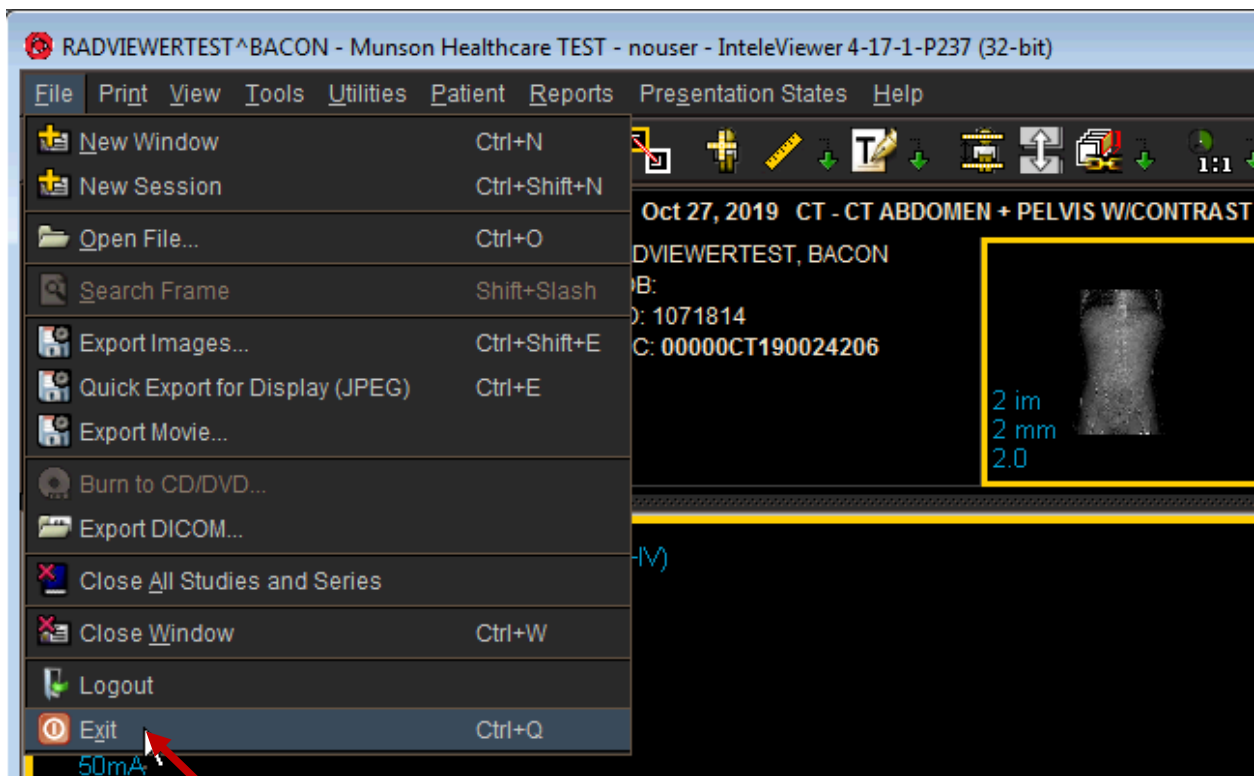 RADVIEWERTEST^BACON - Munson Healthcare TEST - nouser - InteleViewer 4-17-1-P237 (32-bit)
File Print View Tools Utilities Patient Reports Presentation States Help
1:1
New Window Ctrl+N
New Session Ctrl+Shift+N
Open File... Ctrl+O
Search Frame Shift+Slash
Export Images... Ctrl+Shift+E
Quick Export for Display (JPEG) Ctrl+E
Export Movie...
Burn to CD/DVD...
Export DICOM...
Close All Studies and Series
Close Window Ctrl+W
Logout
Exit Ctrl+Q
50mA
Oct 27, 2019 CT - CT ABDOMEN + PELVIS W/CONTRAST
DVIEWERTEST, BACON
OB:
D: 1071814
C: 00000CT190024206
2 im
2 mm
2.0
-IV)